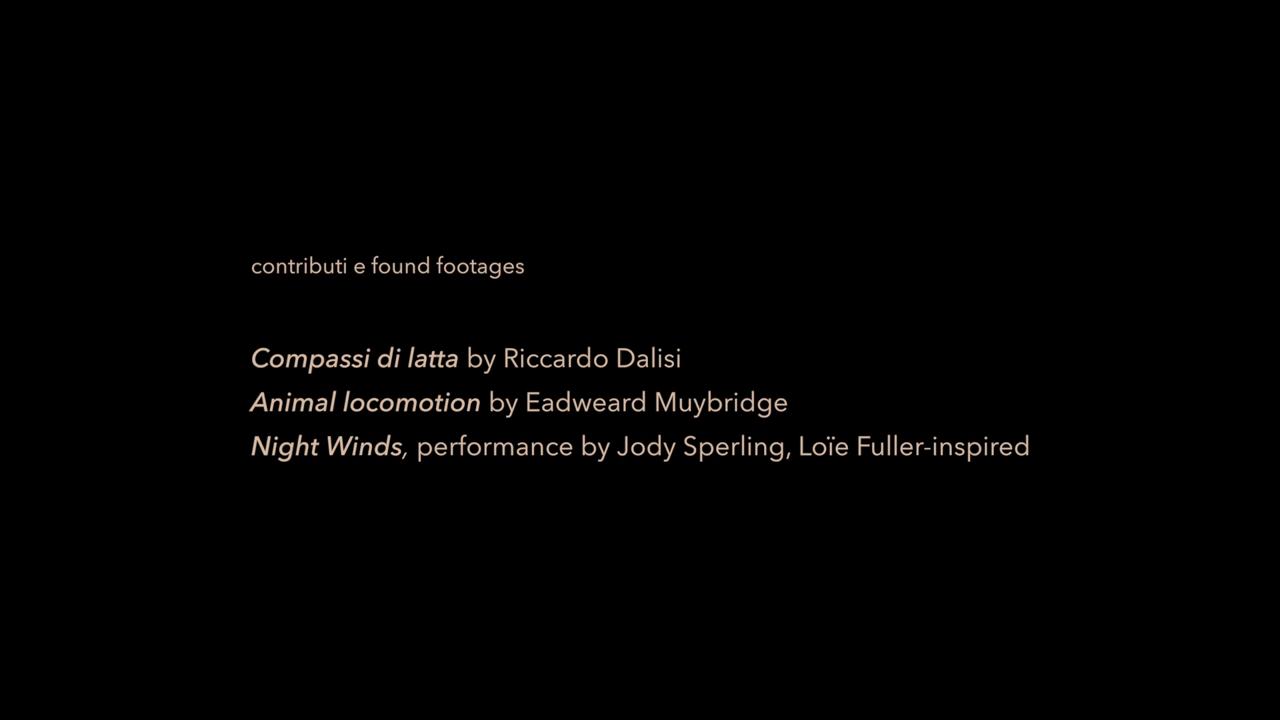 contributi e found footages
Compassi di latta by Riccardo Dalisi
Animal locomotion by Eadweard Muybridge
Night Winds, performance by Jody Sperling, Loïe Fuller-inspired